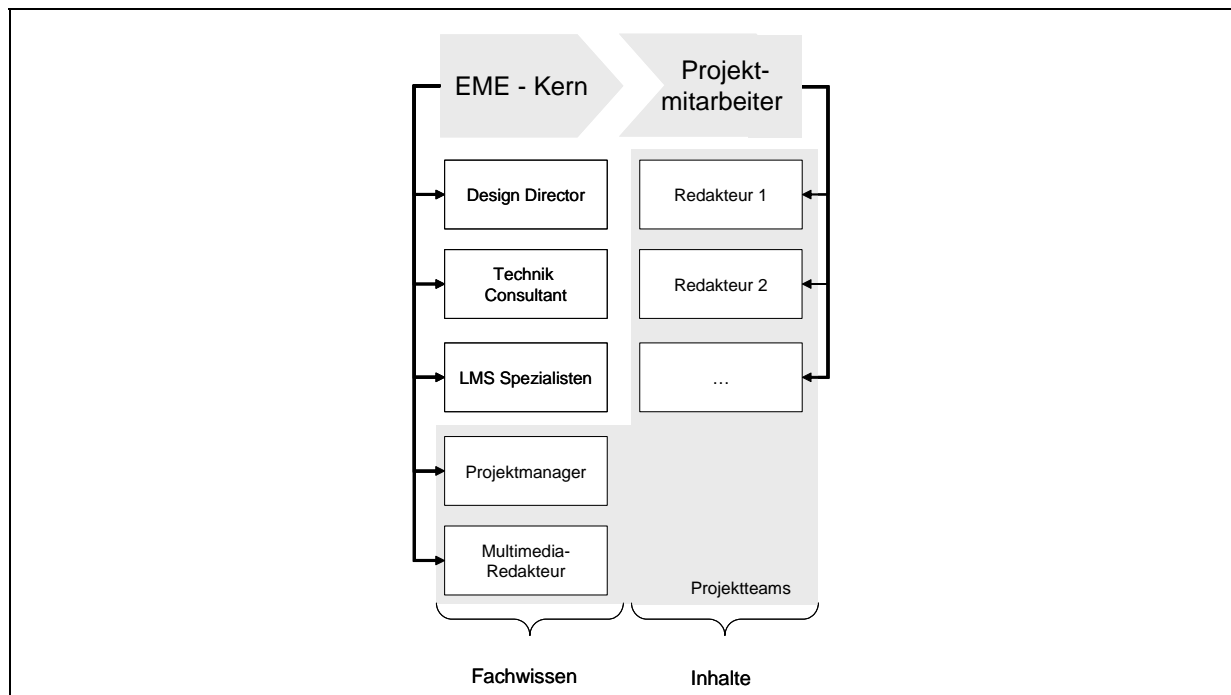 EME - Kern
Projekt-
mitarbeiter
Design Director
Redakteur 1
Technik
Consultant
Redakteur 2
LMS Spezialisten
...
Projektmanager
Multimedia-
Redakteur
Projektteams
Fachwissen
Inhalte